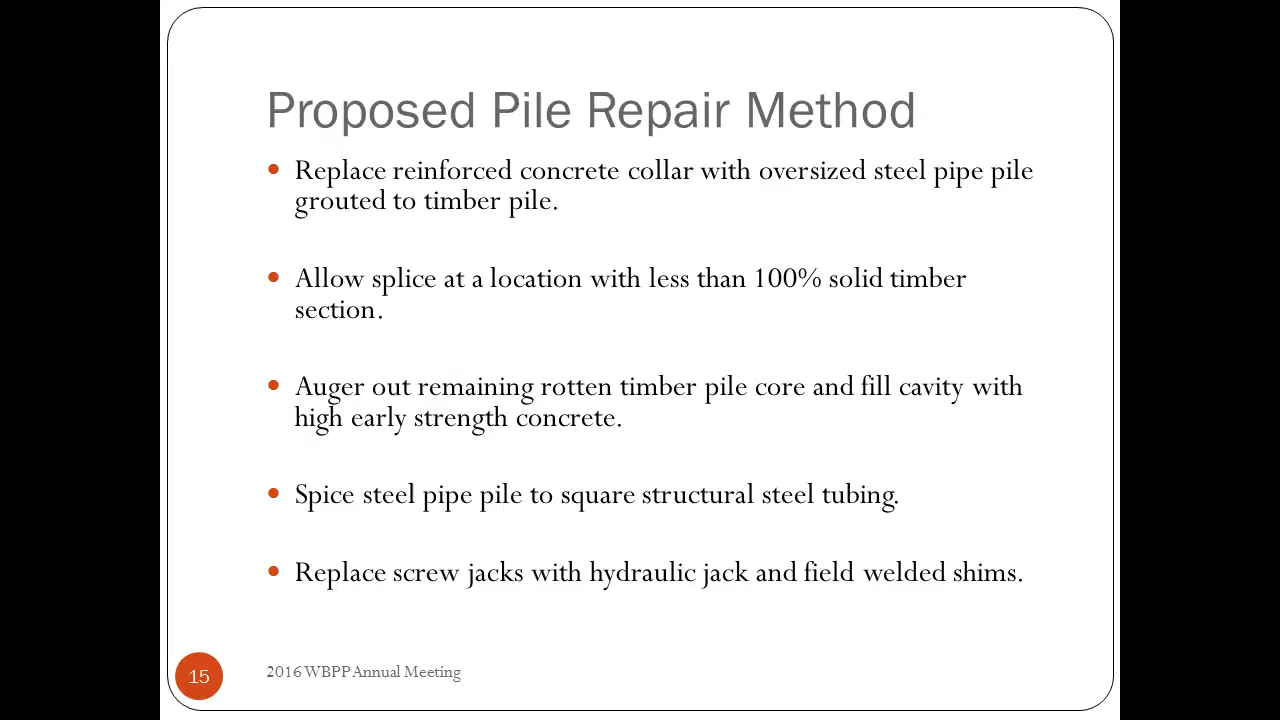 Proposed Pile Repair Method
Replace reinforced concrete collar with oversized steel pipe pile
grouted to timber pile.
Allow splice at a location with less than 100% solid timber
section.
Auger out remaining rotten timber pile core and fill cavity with
high early strength concrete.
Spice steel pipe pile to square structural steel tubing.
Replace screw jacks with hydraulic jack and field welded shims.
15
2016 WBPP Annual Meeting